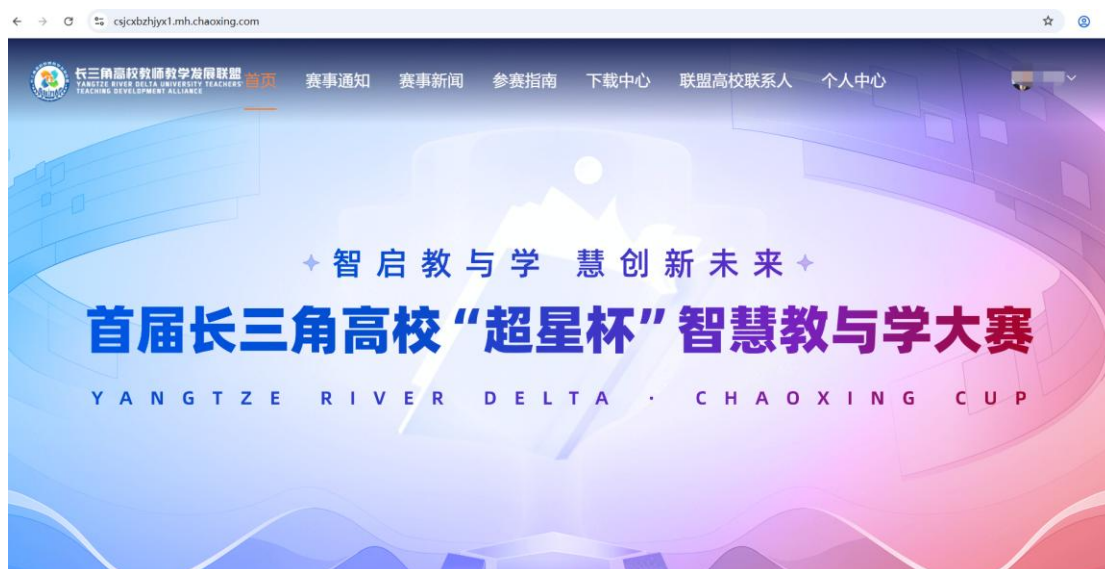 csjcxbzhjyx1.mh.chaoxing.com
长三角高校教师教学发展联盟
YANGTZE RIVER DELTA UNIVERSITY TEACHERS'
TEACHING DEVELOPMENT ALLIANCE
首页 赛事通知 赛事新闻 参赛指南 下载中心 联盟高校联系人 个人中心
智启教与学 慧创新未来
首届长三角高校“超星杯”智慧教与学大赛
YANGTZE RIVER DELTA · CHAOXING CUP